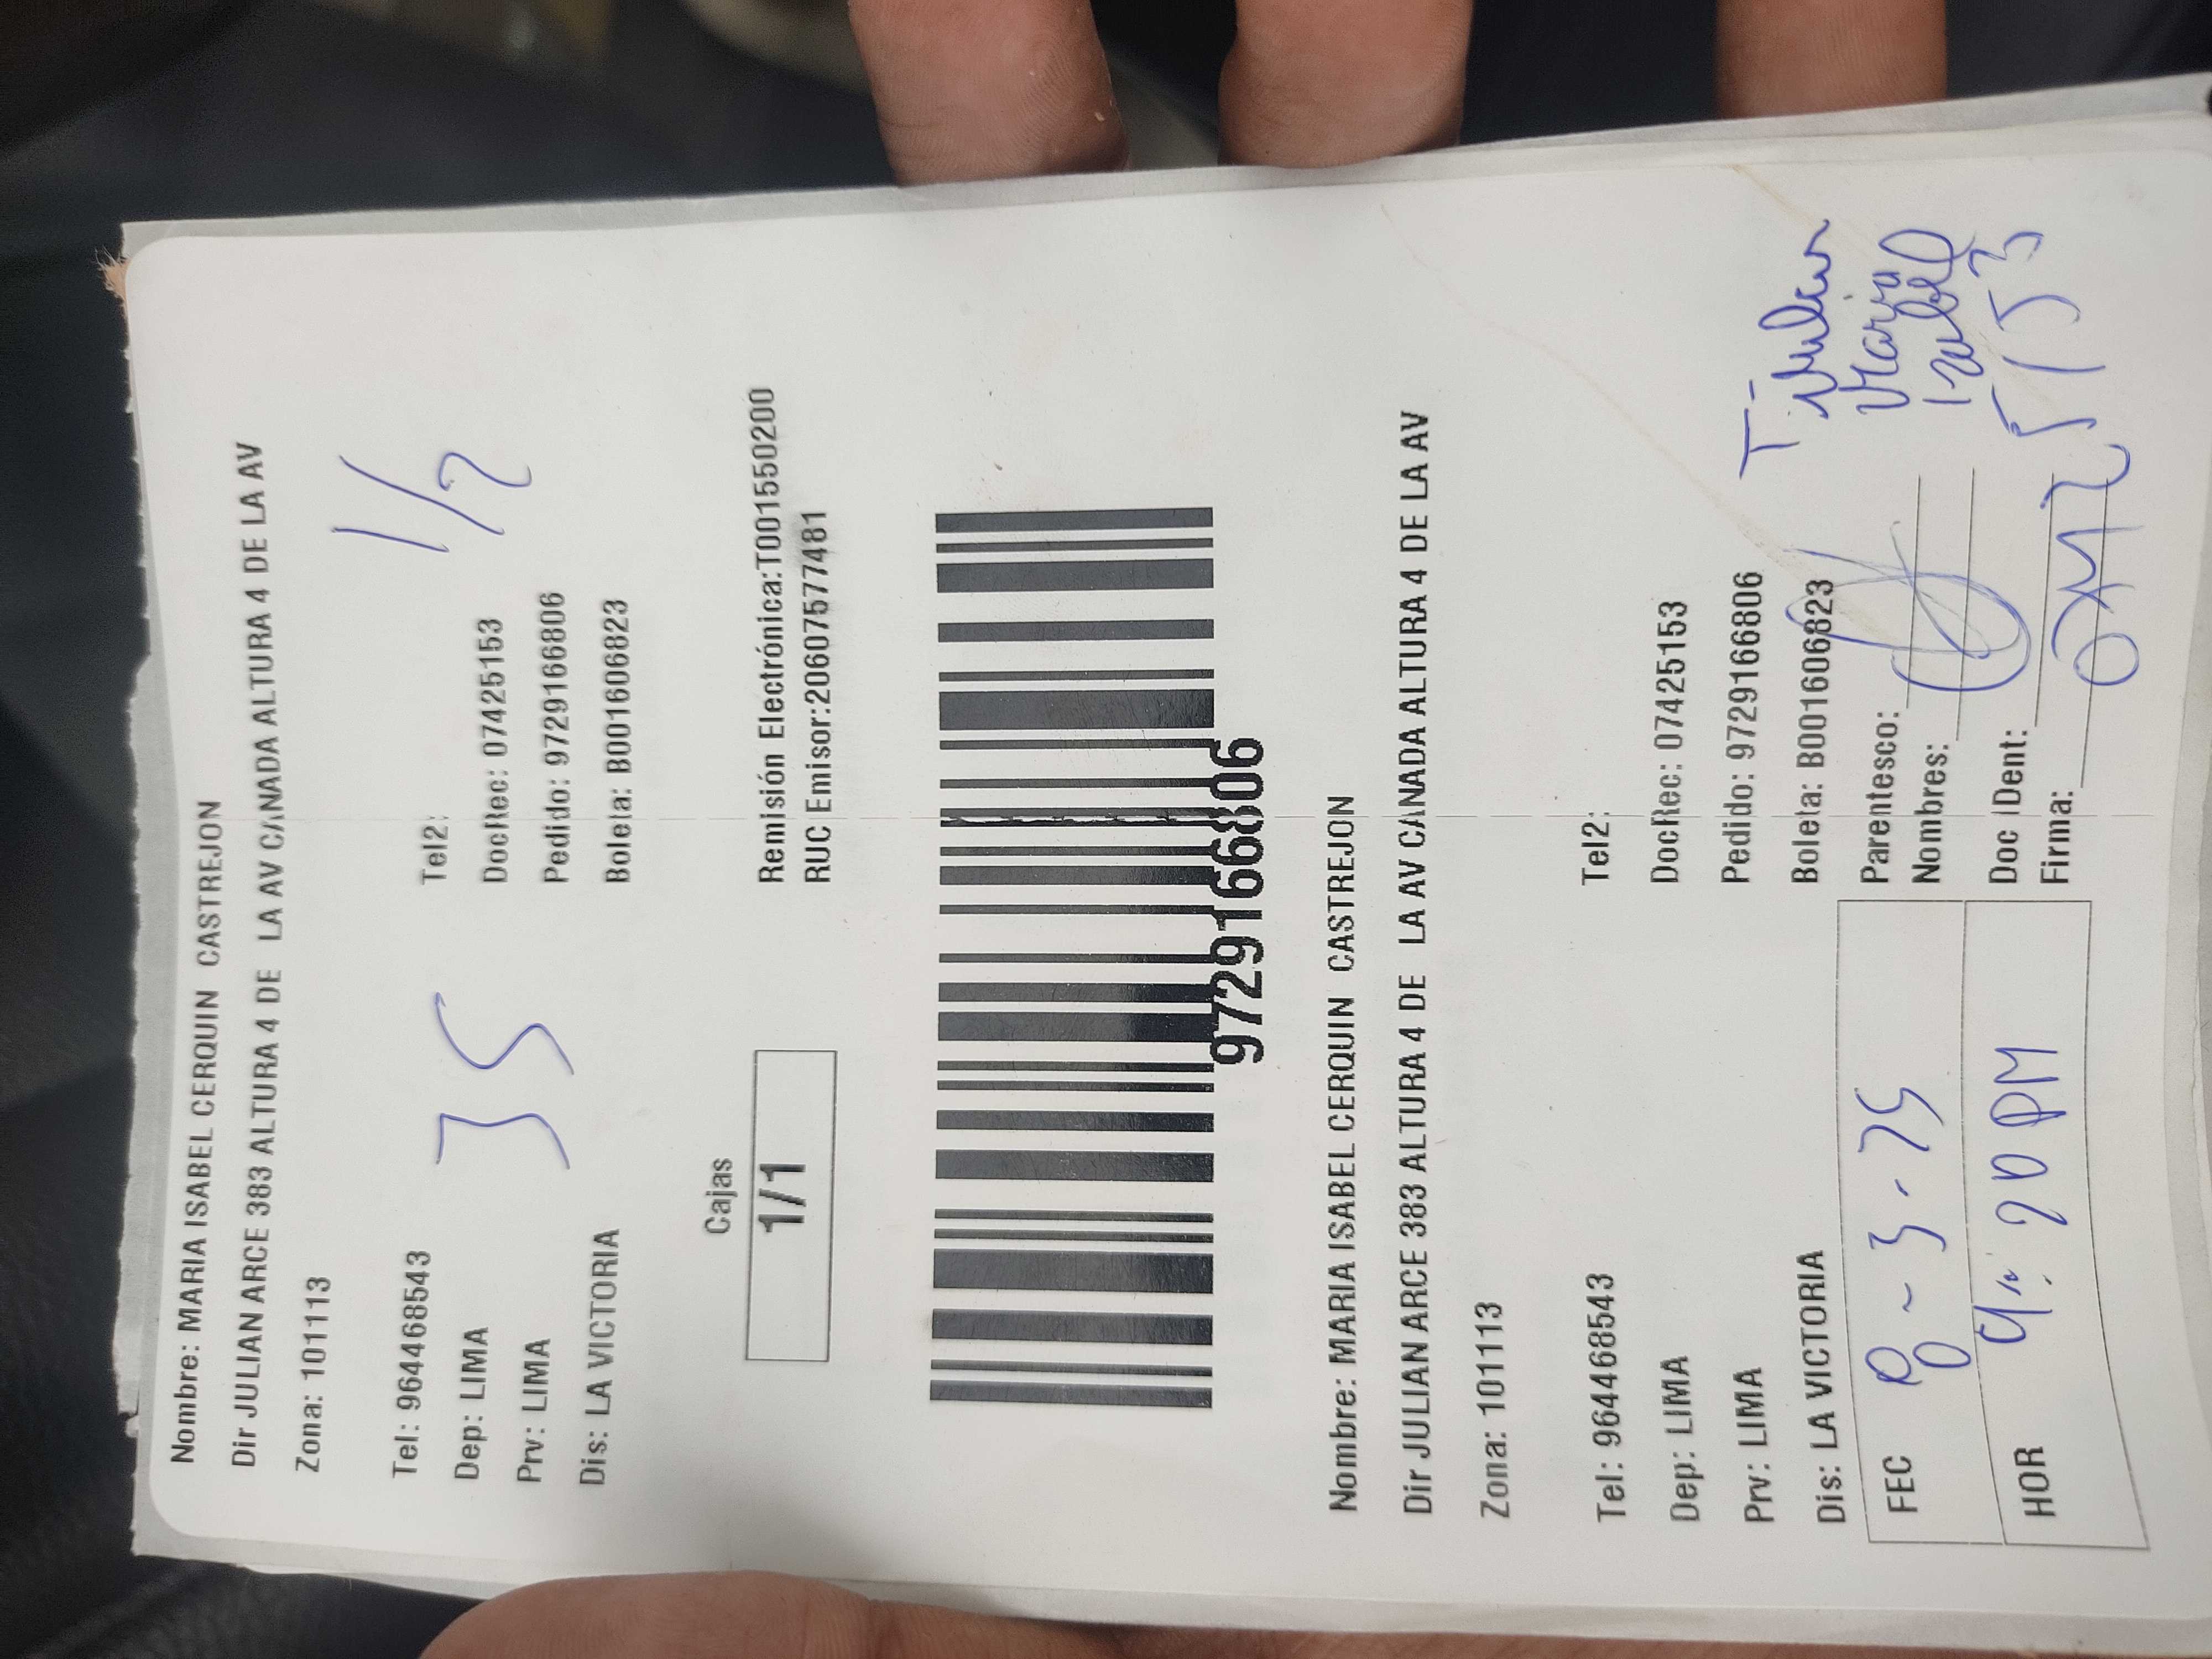 Nombre: MARIA ISABEL CERQUIN CASTREJON
Dir JULIAN ARCE 383 ALTURA 4 DE LA AV CANADA ALTURA 4 DE LA AV
Zona: 101113
1/2
Tel: 964468543
Tel2:
Dep: LIMA
DocRec: 07425153
35
Prv: LIMA
Pedido: 9729166806
Dis: LA VICTORIA
Boleta: B001606823
Cajas
1/1
Remisión Electrónica:T001550200
RUC Emisor:20607577481
9729166806
Nombre: MARIA ISABEL CERQUIN CASTREJON
Dir JULIAN ARCE 383 ALTURA 4 DE LA AV CANADA ALTURA 4 DE LA AV
Zona: 101113
Tel: 964468543
Tel2:
Dep: LIMA
DocRec: 07425153
Prv: LIMA
Pedido: 9729166806
Dis: LA VICTORIA
Boleta: B001606823
FEC 8-3-25
Parentesco:
Nombres: Maria
Isabel
HOR 4:20 PM
Doc IDent:
Firma: 07425153